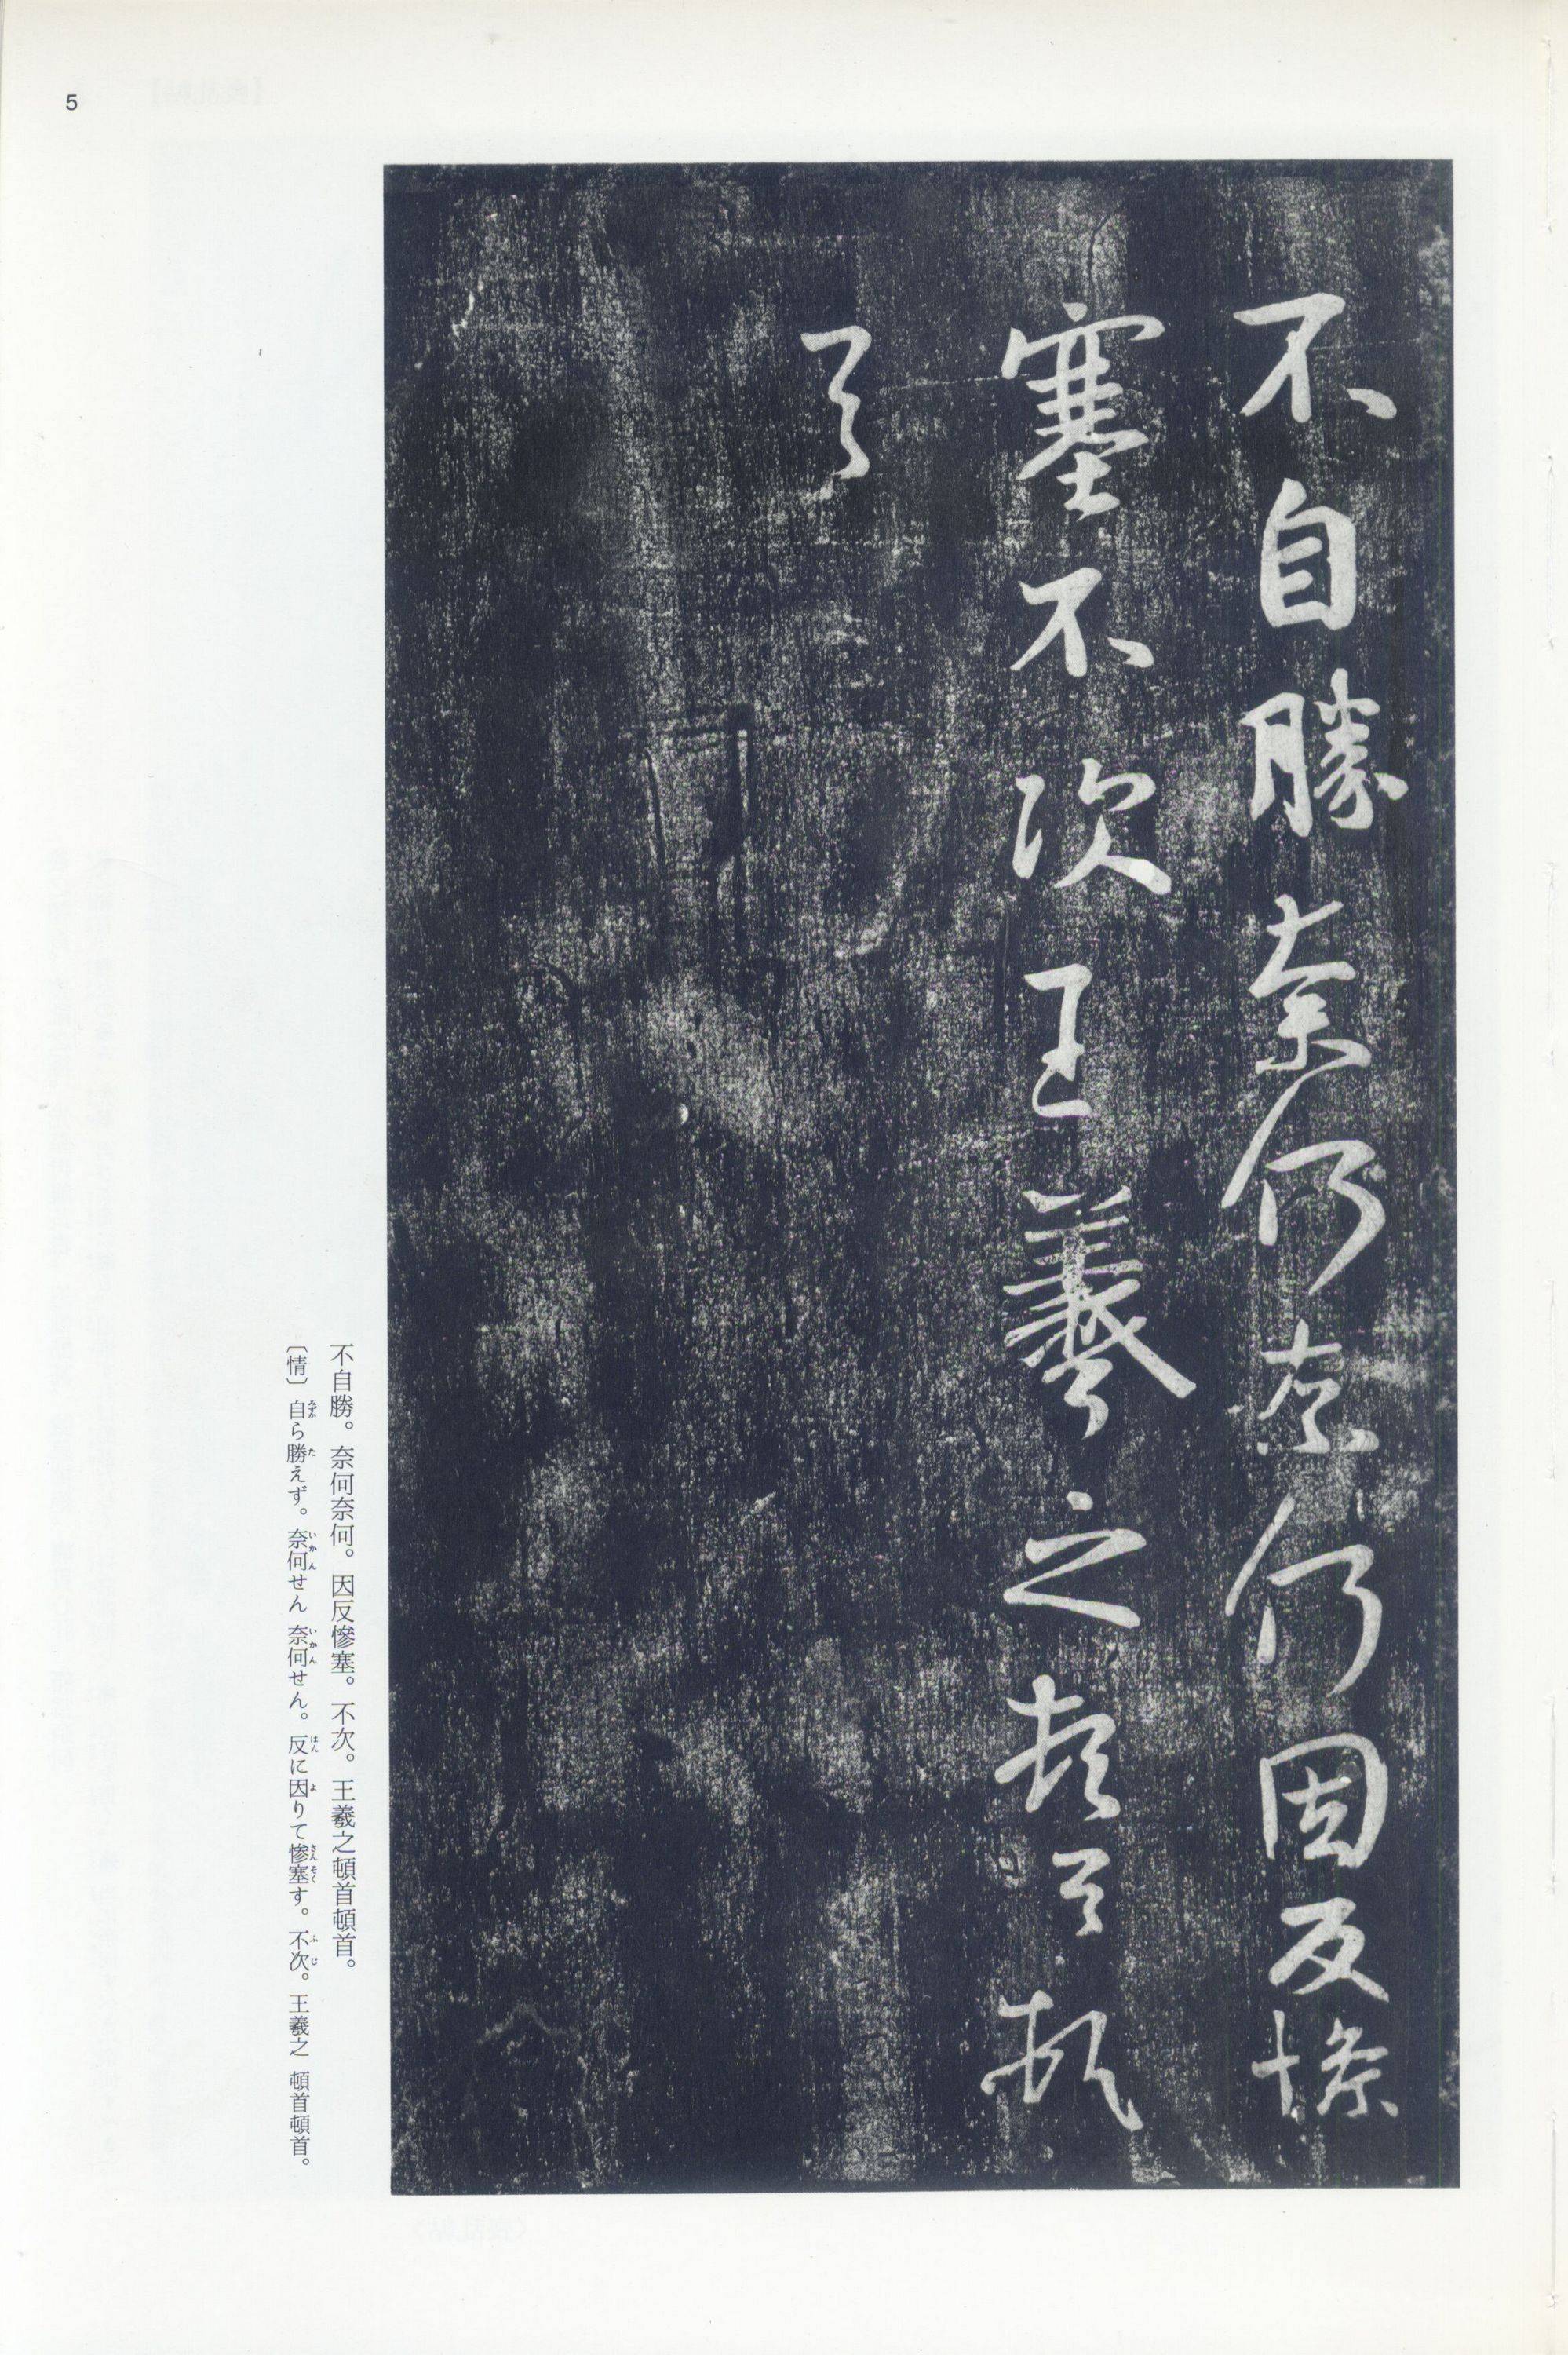 5
不自勝奈何奈何因反慘
塞不次王羲之頓首頓
首
不自勝。奈何奈何。因反慘塞。不次。王羲之頓首頓首。
〔情〕自ら勝えず。奈何せん 奈何せん。反に因りて慘塞す。不次。王羲之 頓首頓首。